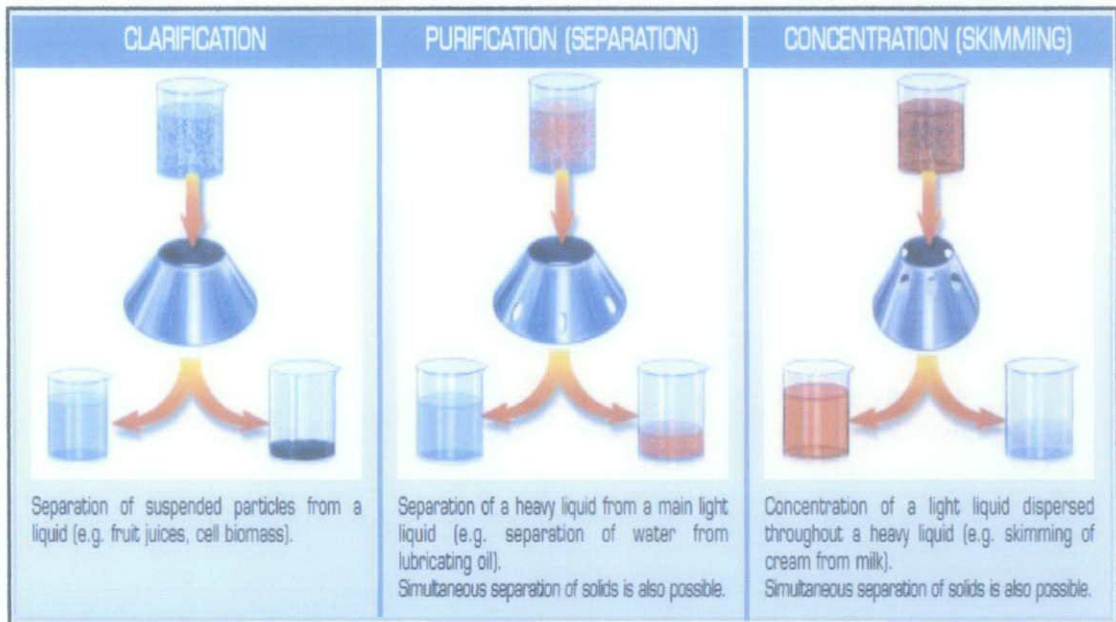 CLARIFICATION
PURIFICATION (SEPARATION)
CONCENTRATION (SKIMMING)
Separation of suspended particles from a
liquid (e.g. fruit juices, cell biomass).
Separation of a heavy liquid from a main light
liquid (e.g. separation of water from
lubricating oil).
Simultaneous separation of solids is also possible.
Concentration of a light liquid dispersed
throughout a heavy liquid (e.g. skimming of
cream from milk).
Simultaneous separation of solids is also possible.